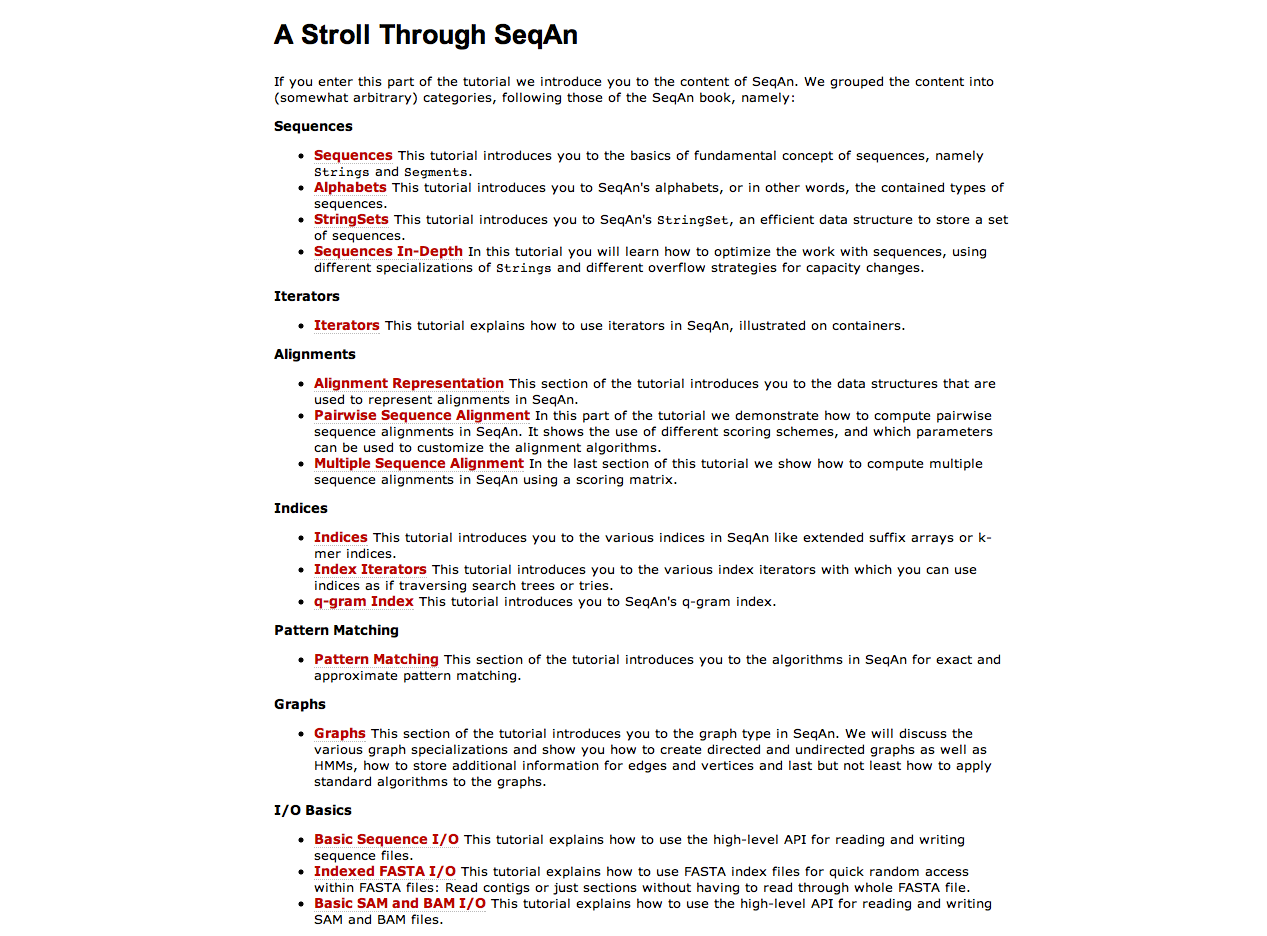 A Stroll Through SeqAn
If you enter this part of the tutorial we introduce you to the content of SeqAn. We grouped the content into
(somewhat arbitrary) categories, following those of the SeqAn book, namely:
Sequences
• Sequences This tutorial introduces you to the basics of fundamental concept of sequences, namely
Strings and Segments.
• Alphabets This tutorial introduces you to SeqAn's alphabets, or in other words, the contained types of
sequences.
• StringSets This tutorial introduces you to SeqAn's StringSet, an efficient data structure to store a set
of sequences.
• Sequences In-Depth In this tutorial you will learn how to optimize the work with sequences, using
different specializations of Strings and different overflow strategies for capacity changes.
Iterators
• Iterators This tutorial explains how to use iterators in SeqAn, illustrated on containers.
Alignments
• Alignment Representation This section of the tutorial introduces you to the data structures that are
used to represent alignments in SeqAn.
• Pairwise Sequence Alignment In this part of the tutorial we demonstrate how to compute pairwise
sequence alignments in SeqAn. It shows the use of different scoring schemes, and which parameters
can be used to customize the alignment algorithms.
• Multiple Sequence Alignment In the last section of this tutorial we show how to compute multiple
sequence alignments in SeqAn using a scoring matrix.
Indices
• Indices This tutorial introduces you to the various indices in SeqAn like extended suffix arrays or k-
mer indices.
• Index Iterators This tutorial introduces you to the various index iterators with which you can use
indices as if traversing search trees or tries.
• q-gram Index This tutorial introduces you to SeqAn's q-gram index.
Pattern Matching
• Pattern Matching This section of the tutorial introduces you to the algorithms in SeqAn for exact and
approximate pattern matching.
Graphs
• Graphs This section of the tutorial introduces you to the graph type in SeqAn. We will discuss the
various graph specializations and show you how to create directed and undirected graphs as well as
HMMs, how to store additional information for edges and vertices and last but not least how to apply
standard algorithms to the graphs.
I/O Basics
• Basic Sequence I/O This tutorial explains how to use the high-level API for reading and writing
sequence files.
• Indexed FASTA I/O This tutorial explains how to use FASTA index files for quick random access
within FASTA files: Read contigs or just sections without having to read through whole FASTA file.
• Basic SAM and BAM I/O This tutorial explains how to use the high-level API for reading and writing
SAM and BAM files.